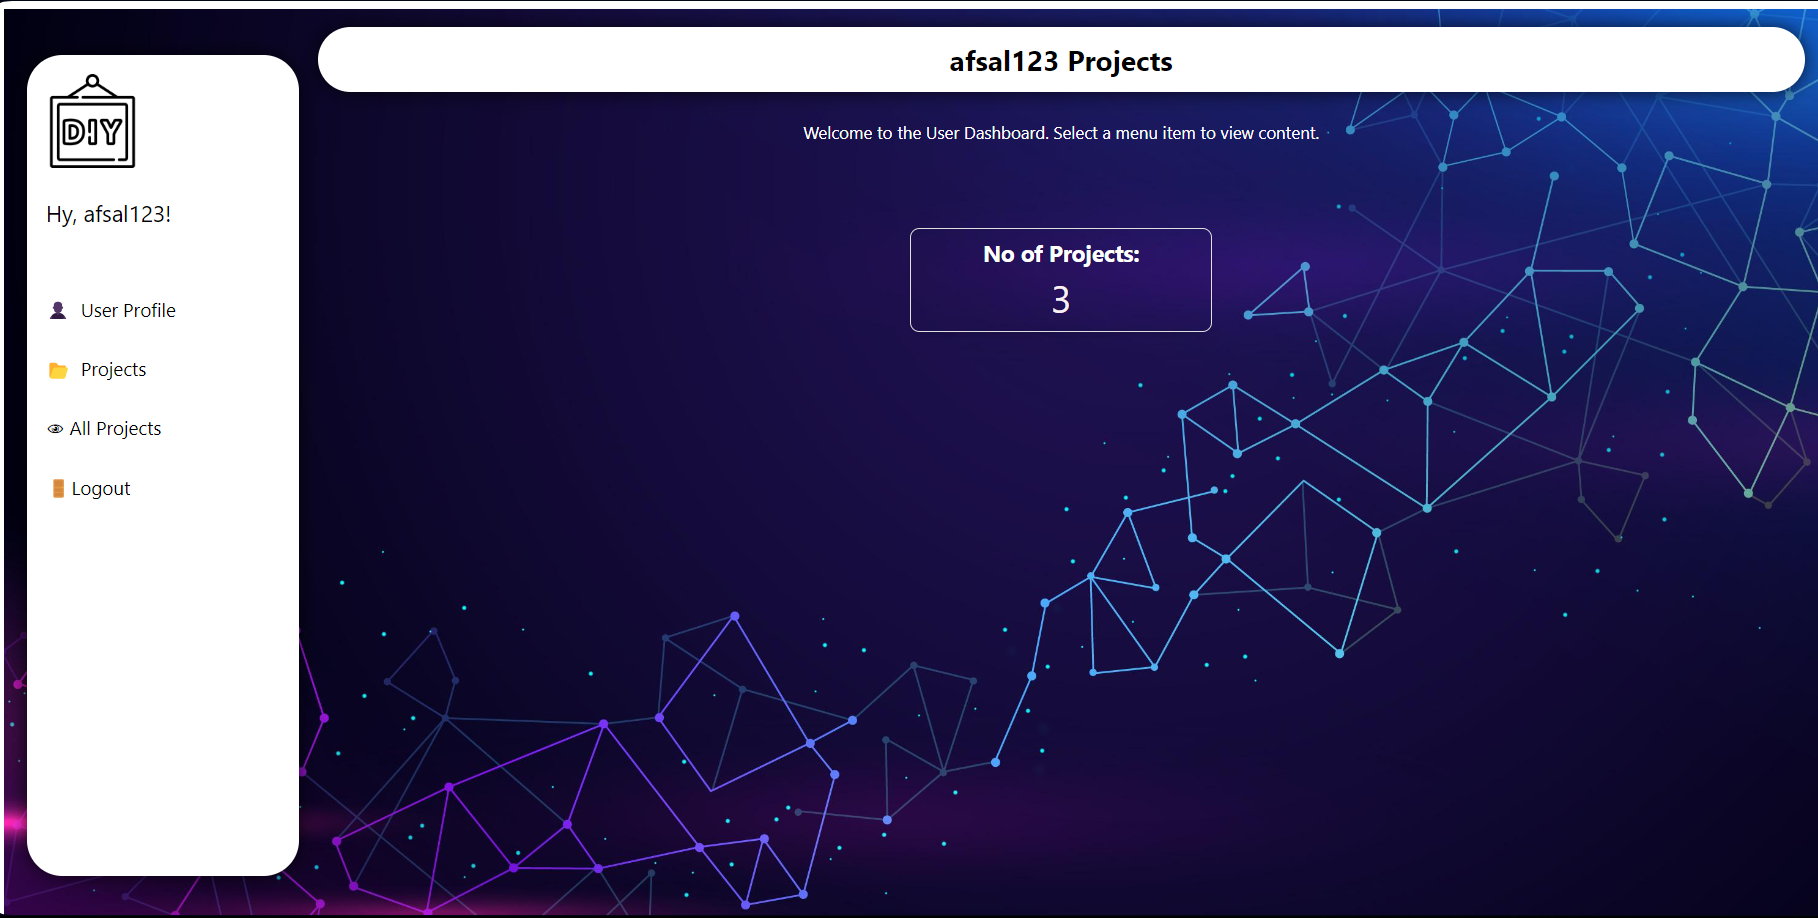 afsal123 Projects
DIY
Welcome to the User Dashboard. Select a menu item to view content.
Hy, afsal123!
No of Projects:
3
User Profile
Projects
All Projects
Logout